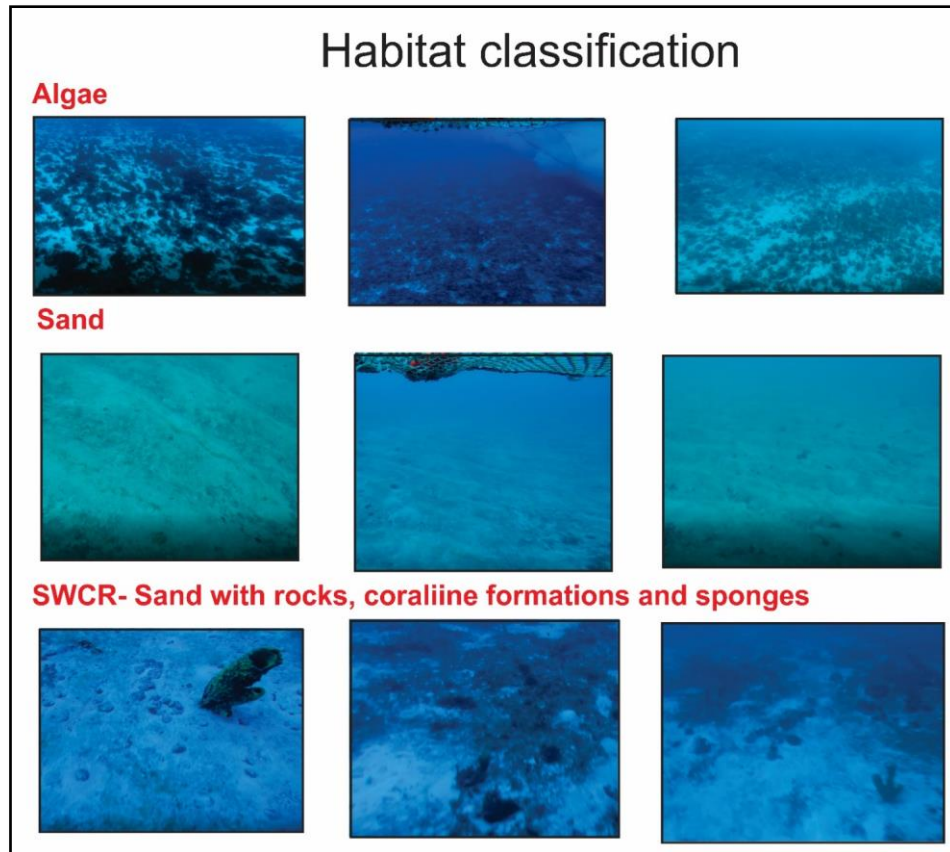 Habitat classification
Algae
Sand
SWCR- Sand with rocks, coraliine formations and sponges